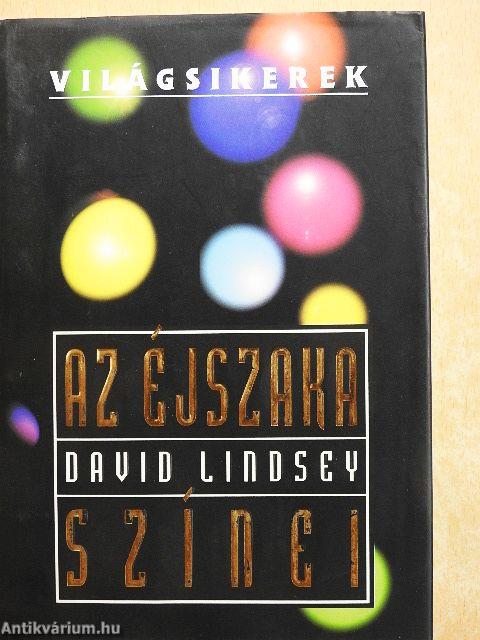 VILÁGSIKEREK
AZ ÉJSZAKA
DAVID LINDSEY
SZÍNEI
Antikvárium.hu